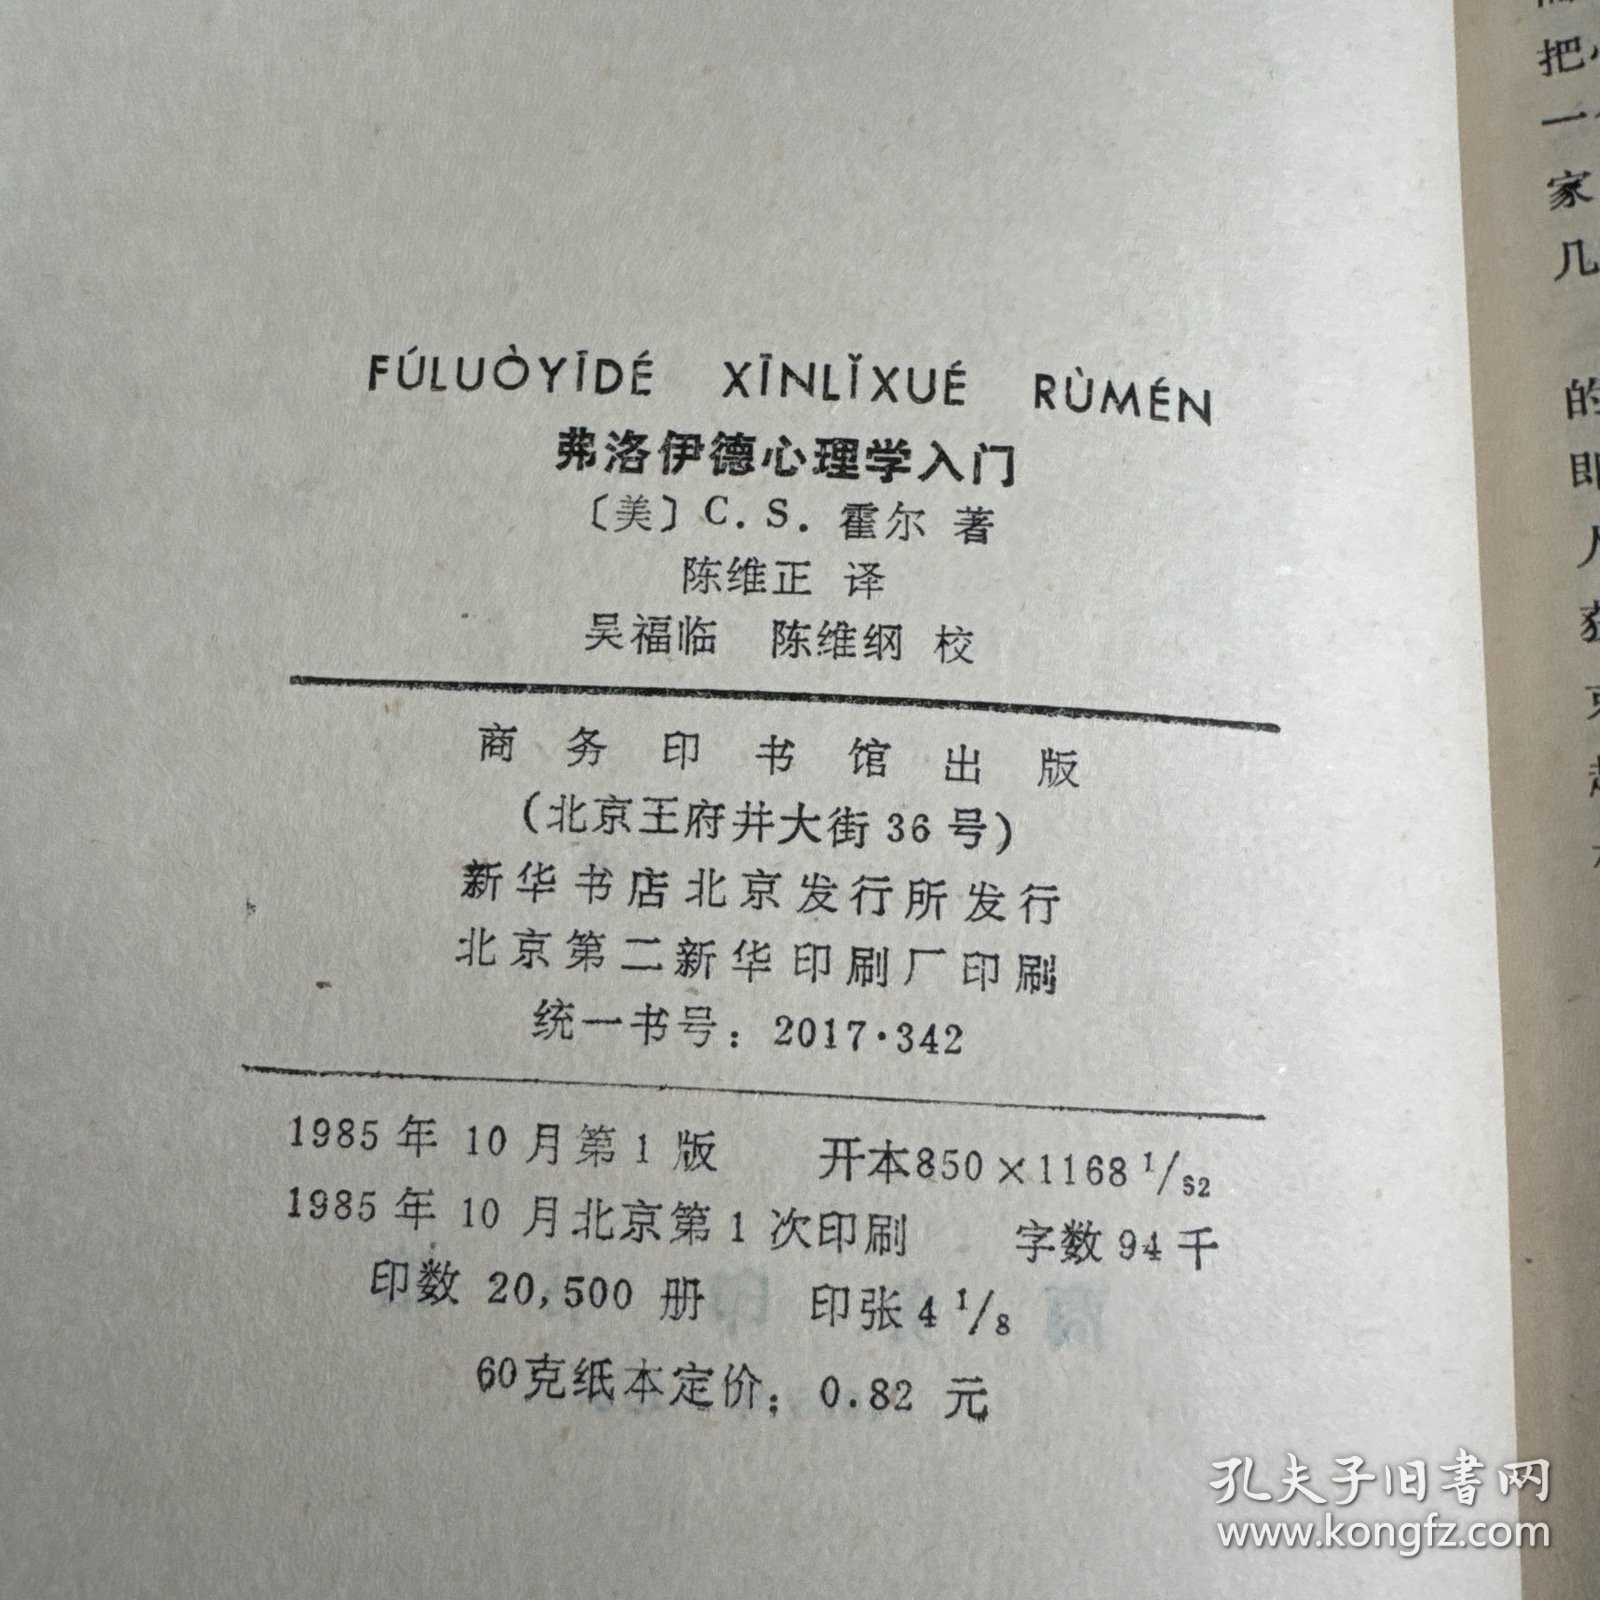 FÚLUÒYĪDÉ XĪNLǏXUÉ RÙMÉN
弗洛伊德心理学入门
〔美〕C. S. 霍尔 著
陈维正 译
吴福临 陈维纲 校
商务印书馆出版
(北京王府井大街36号)
新华书店北京发行所发行
北京第二新华印刷厂印刷
统一书号：2017·342
1985年10月第1版 开本850×1168 1/32
1985年10月北京第1次印刷 字数94千
印数 20,500 册 印张4 1/8
60克纸本定价：0.82 元
把
一
家
几
的
即
孔夫子旧书网
www.kongfz.com